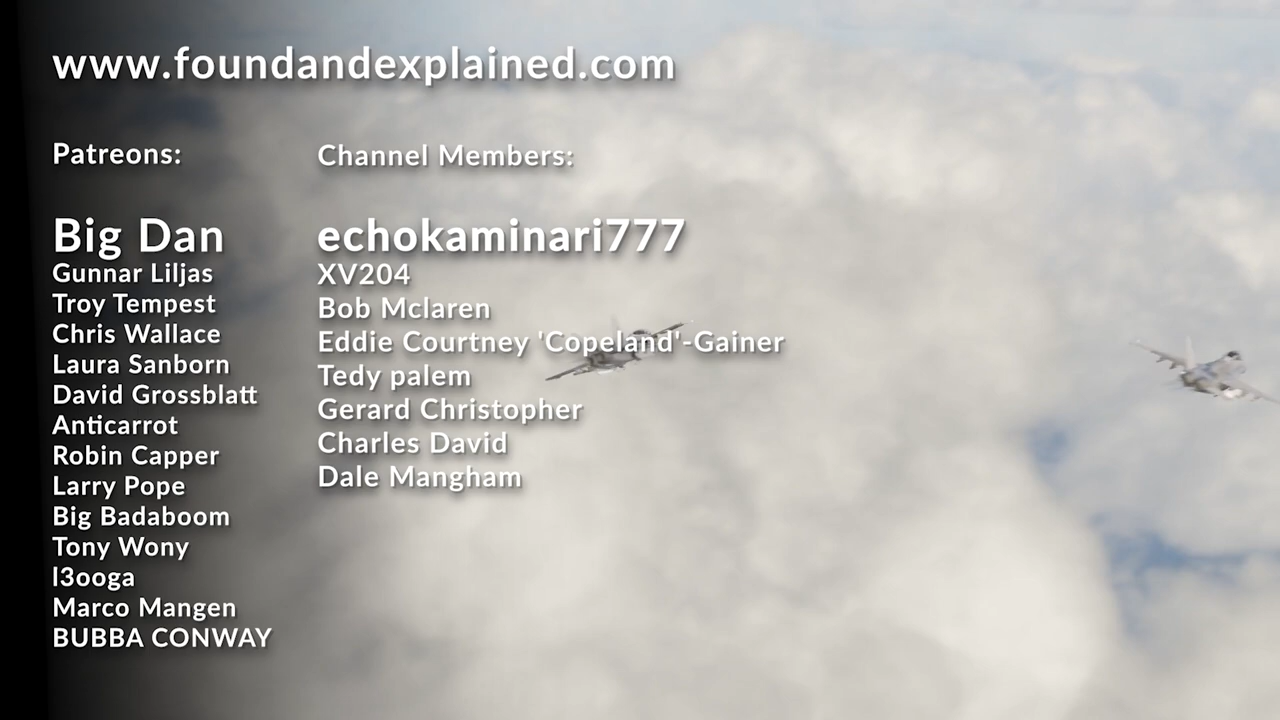 www.foundandexplained.com
Patreons:
Big Dan
Gunnar Liljas
Troy Tempest
Chris Wallace
Laura Sanborn
David Grossblatt
Anticarrot
Robin Capper
Larry Pope
Big Badaboom
Tony Wony
l3ooga
Marco Mangen
BUBBA CONWAY
Channel Members:
echokaminari777
XV204
Bob Mclaren
Eddie Courtney 'Copeland'-Gainer
Tedy palem
Gerard Christopher
Charles David
Dale Mangham